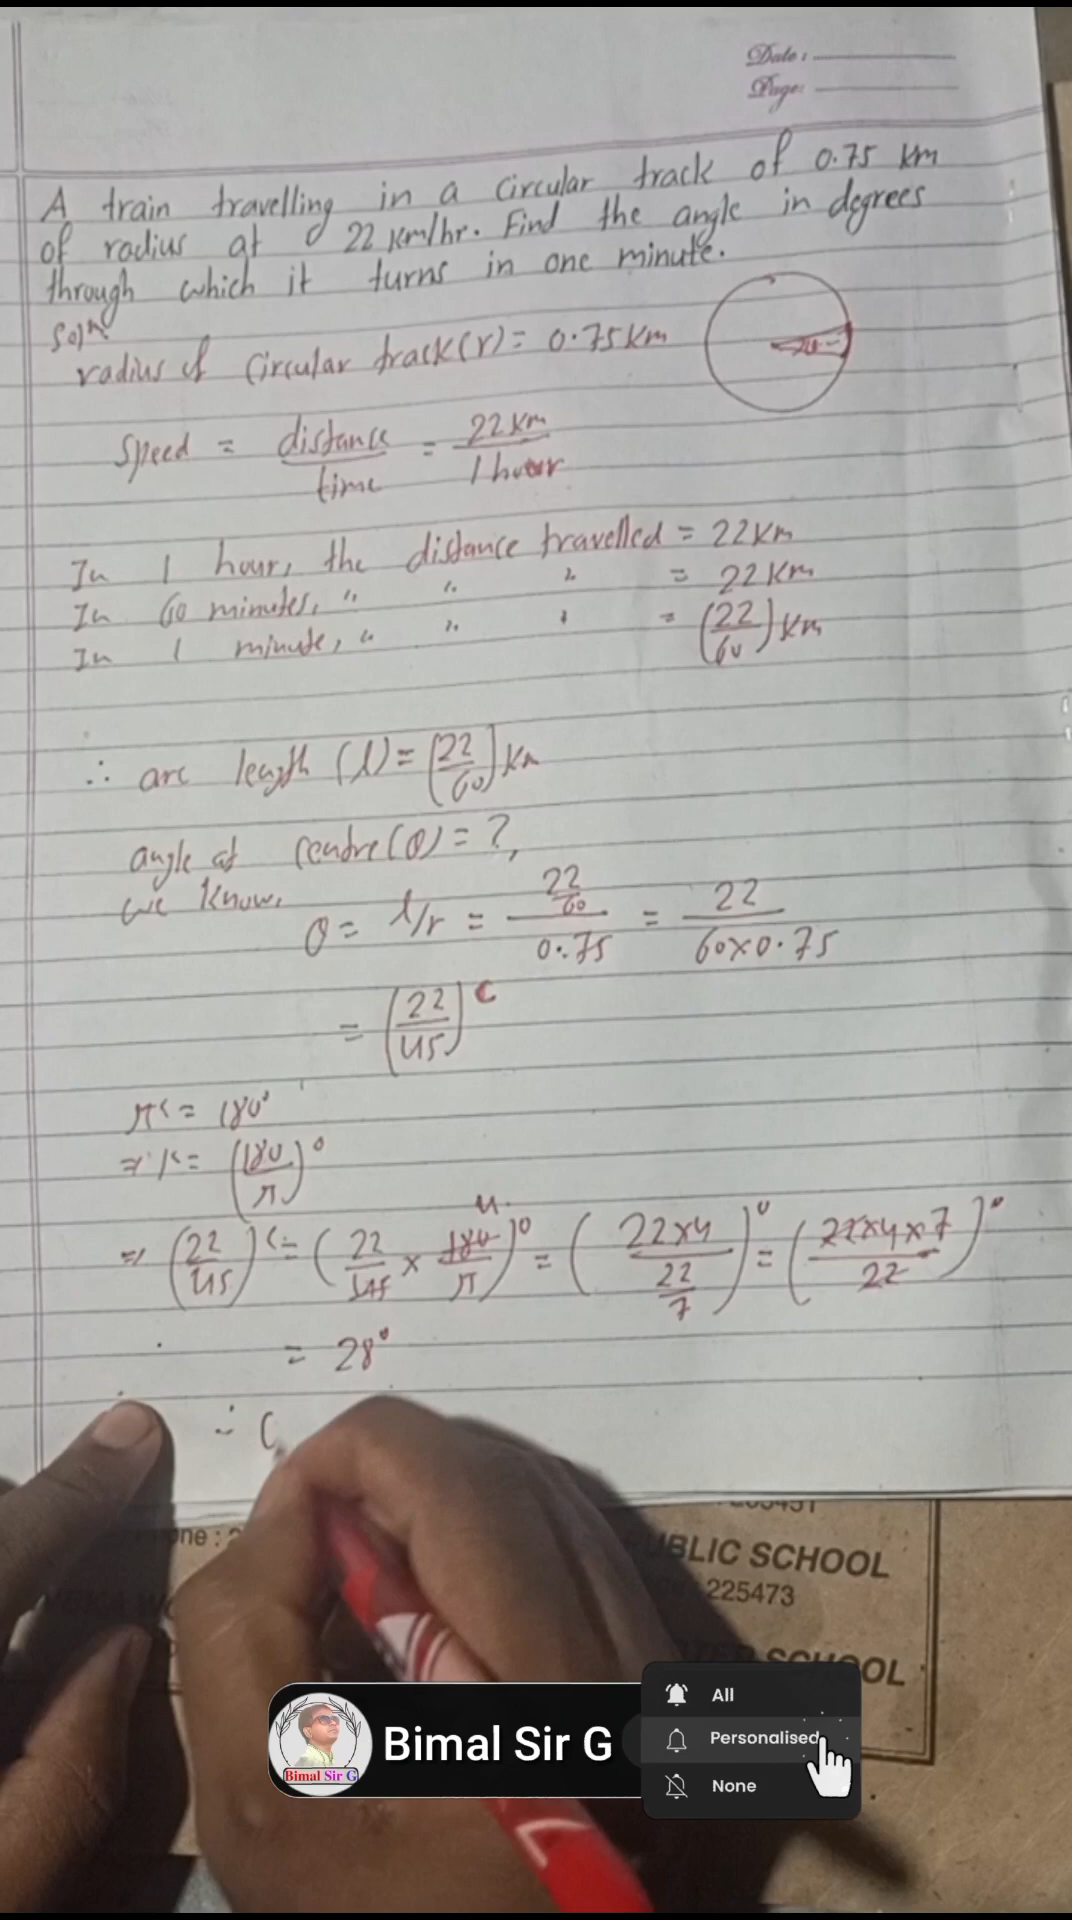 Date:
Page:
A train travelling in a circular track of 0.75 Km
of radius at 22 Km/hr. Find the angle in degrees
through which it turns in one minute.
Soln
radius of circular track(r) = 0.75 Km
Speed = distance/time = 22 Km/1 hour
In 1 hour, the distance travelled = 22 Km
In 60 minutes, " " " = 22 Km
In 1 minute, " " " = (22/60) Km
∴ arc length (l) = (22/60) Km
angle at centre(θ) = ?,
we know,
θ = l/r = 22/60 / 0.75 = 22 / 60×0.75
= (22/45)^c
π^c = 180°
⇒ 1^c = (180/π)°
4
⇒ (22/45)^c = (22/45 × 180/π)° = (22×4 / 22/7)° = (22×4×7 / 22)°
= 28°
∴
UBLIC SCHOOL
225473
SCHOOL
Bimal Sir G
Bimal Sir G
All
Personalised
None